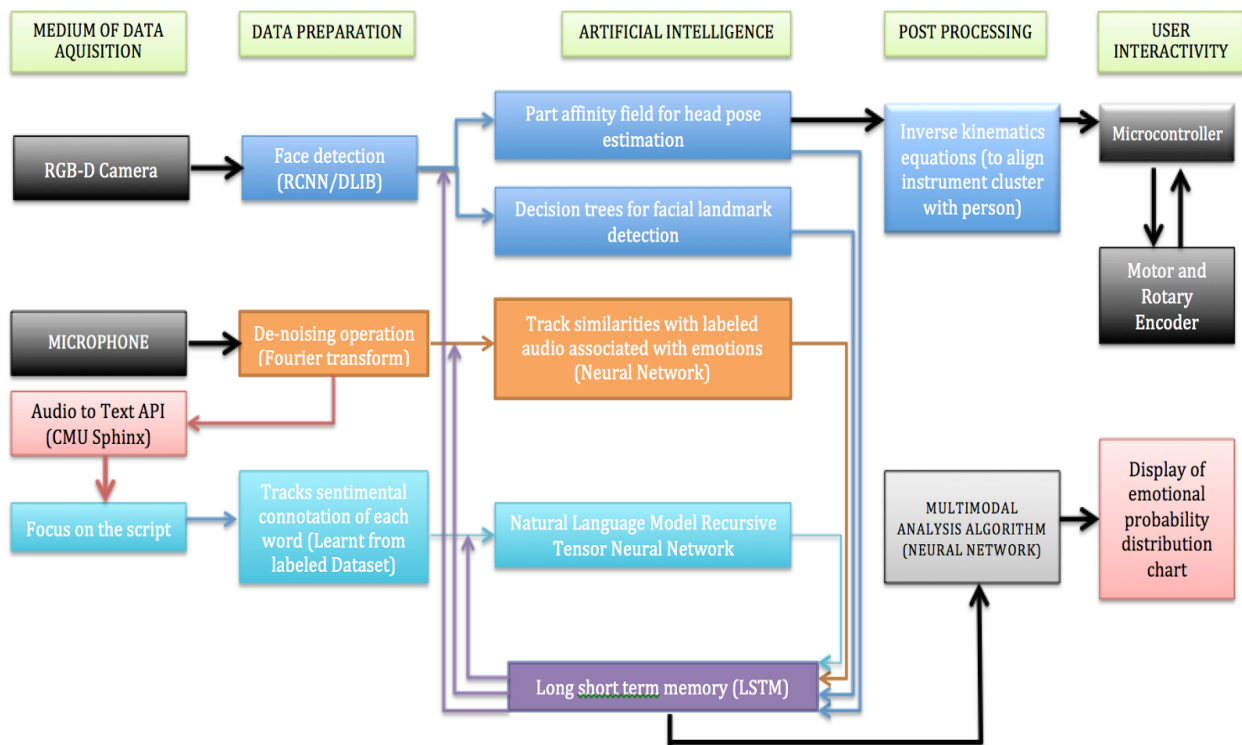 MEDIUM OF DATA
AQUISITION
DATA PREPARATION
ARTIFICIAL INTELLIGENCE
POST PROCESSING
USER
INTERACTIVITY
RGB-D Camera
Face detection
(RCNN/DLIB)
Part affinity field for head pose
estimation
Decision trees for facial landmark
detection
Inverse kinematics
equations (to align
instrument cluster
with person)
Microcontroller
Motor and
Rotary
Encoder
MICROPHONE
De-noising operation
(Fourier transform)
Track similarities with labeled
audio associated with emotions
(Neural Network)
Audio to Text API
(CMU Sphinx)
Focus on the script
Tracks sentimental
connotation of each
word (Learnt from
labeled Dataset)
Natural Language Model Recursive
Tensor Neural Network
MULTIMODAL
ANALYSIS ALGORITHM
(NEURAL NETWORK)
Display of
emotional
probability
distribution
chart
Long short term memory (LSTM)